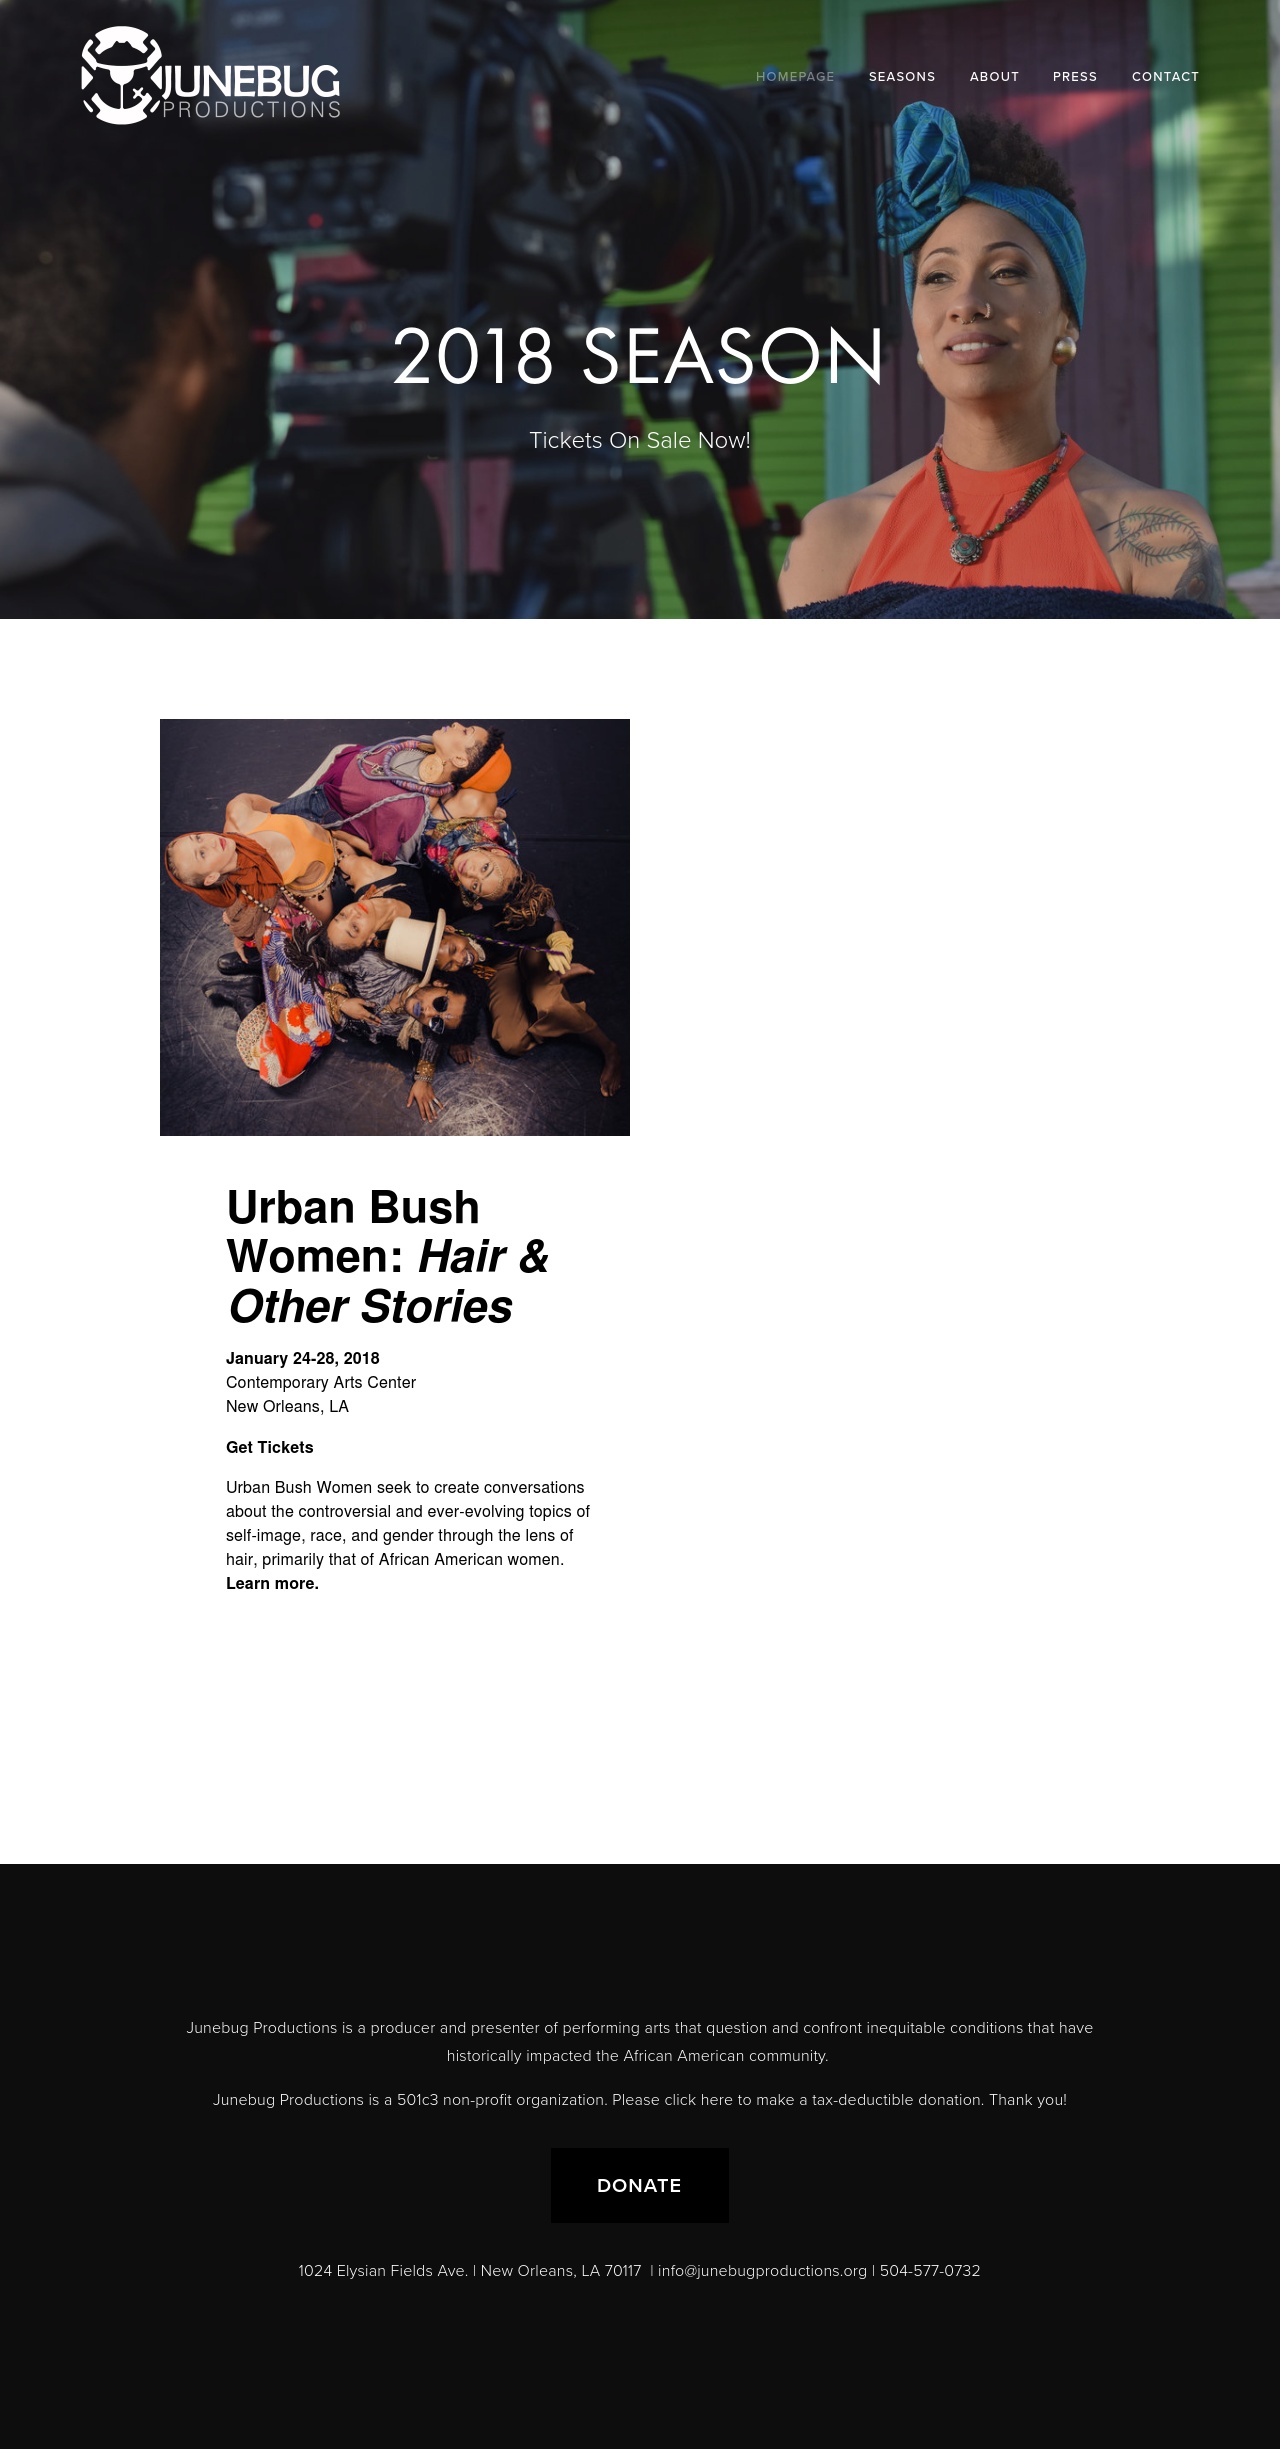 JUNEBUG
PRODUCTIONS
HOMEPAGE SEASONS ABOUT PRESS CONTACT
2018 SEASON
Tickets On Sale Now!
Urban Bush
Women: Hair &
Other Stories
January 24-28, 2018
Contemporary Arts Center
New Orleans, LA
Get Tickets
Urban Bush Women seek to create conversations
about the controversial and ever-evolving topics of
self-image, race, and gender through the lens of
hair, primarily that of African American women.
Learn more.
Junebug Productions is a producer and presenter of performing arts that question and confront inequitable conditions that have
historically impacted the African American community.
Junebug Productions is a 501c3 non-profit organization. Please click here to make a tax-deductible donation. Thank you!
DONATE
1024 Elysian Fields Ave. | New Orleans, LA 70117 | info@junebugproductions.org | 504-577-0732